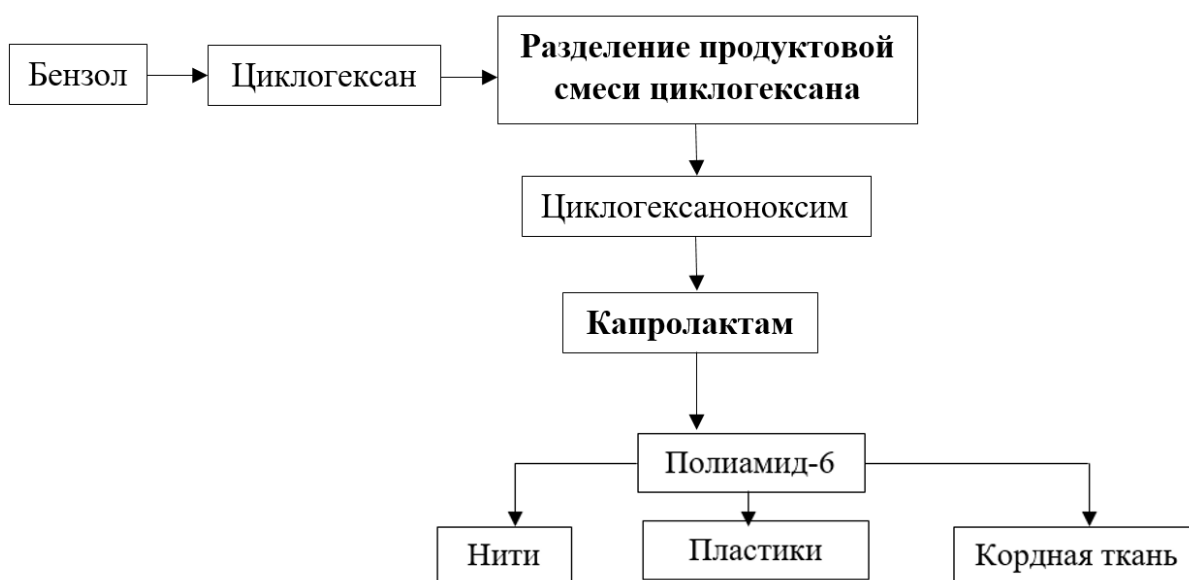 Бензол
Циклогексан
Разделение продуктовой
смеси циклогексана
Циклогексаноноксим
Капролактам
Полиамид-6
Нити
Пластики
Кордная ткань